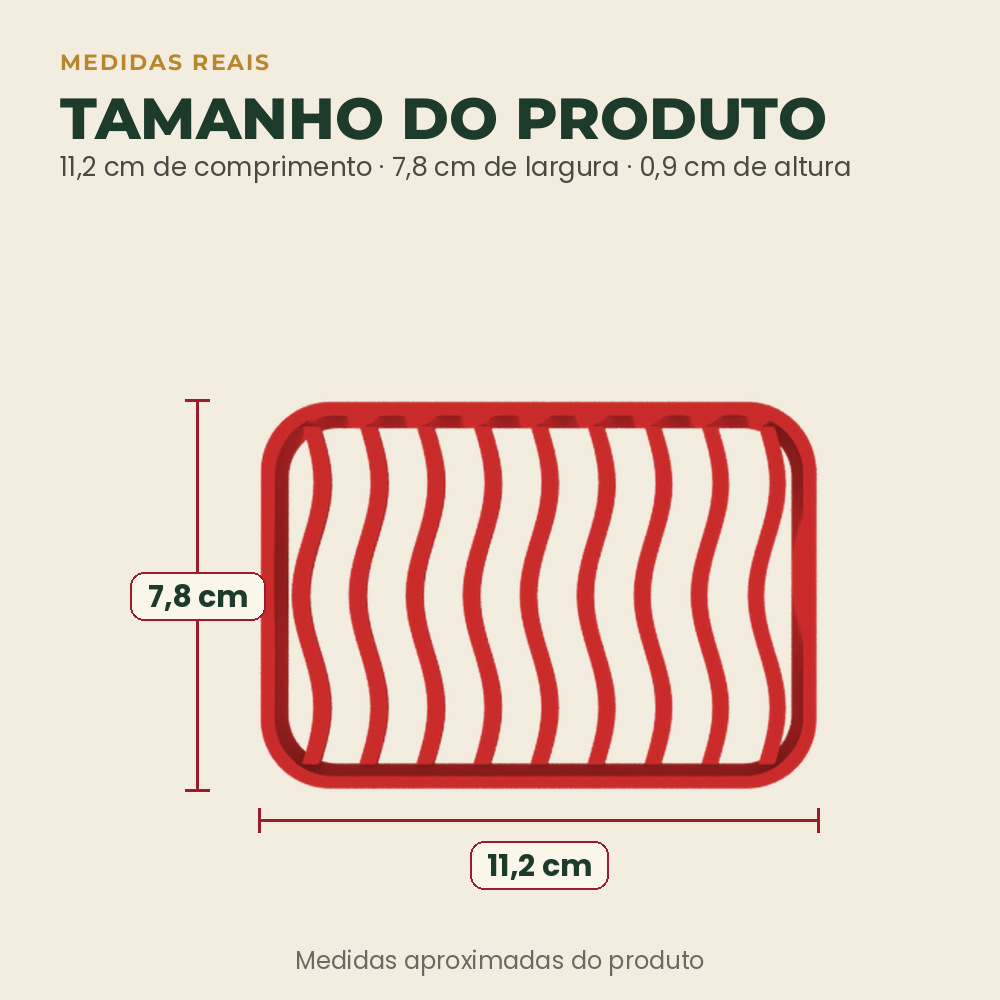 MEDIDAS REAIS
TAMANHO DO PRODUTO
11,2 cm de comprimento · 7,8 cm de largura · 0,9 cm de altura
7,8 cm
11,2 cm
Medidas aproximadas do produto